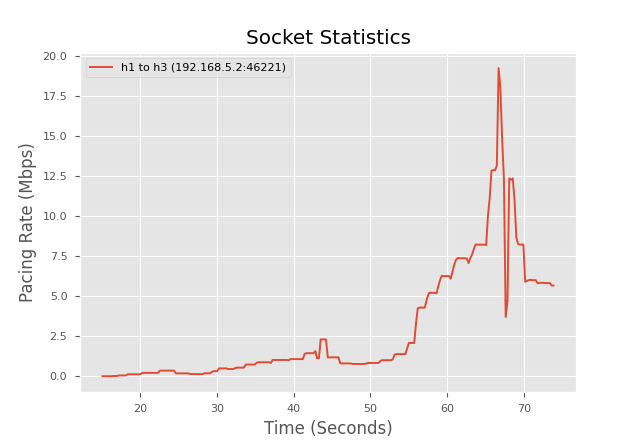 Socket Statistics
h1 to h3 (192.168.5.2:46221)
Pacing Rate (Mbps)
20.0
17.5
15.0
12.5
10.0
7.5
5.0
2.5
0.0
20 30 40 50 60 70
Time (Seconds)